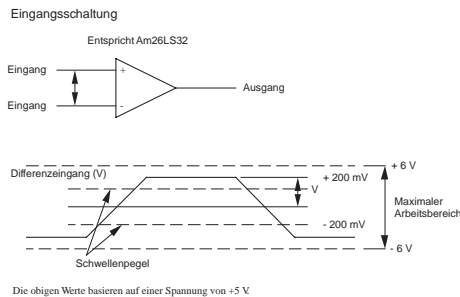 Eingangsschaltung
Entspricht Am26LS32
Eingang
+
Ausgang
Eingang
-
+ 6 V
Differenzeingang (V)
+ 200 mV
V
Maximaler
Arbeitsbereich
- 200 mV
- 6 V
Schwellenpegel
Die obigen Werte basieren auf einer Spannung von +5 V.